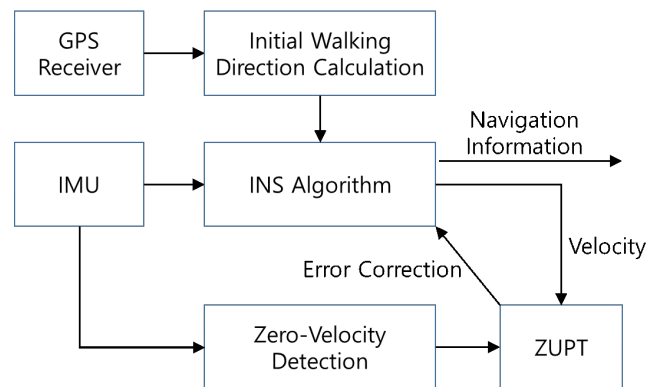 GPS
Receiver
Initial Walking
Direction Calculation
Navigation
Information
IMU
INS Algorithm
Velocity
Error Correction
Zero-Velocity
Detection
ZUPT